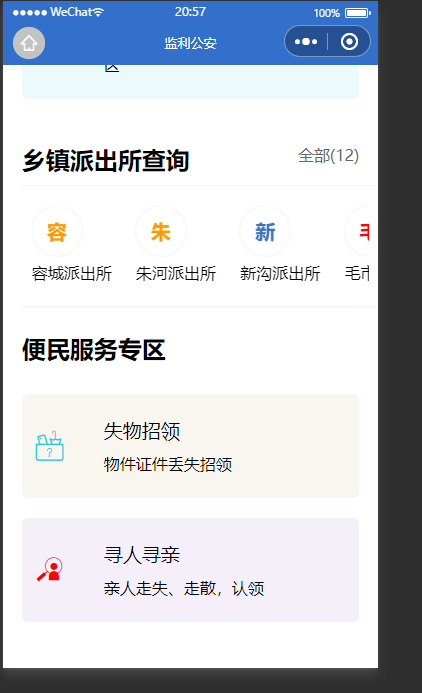 WeChat 20:57 100%
监利公安
区
乡镇派出所查询 全部(12)
容 朱 新
容城派出所 朱河派出所 新沟派出所 毛市
便民服务专区
失物招领
物件证件丢失招领
寻人寻亲
亲人走失、走散，认领